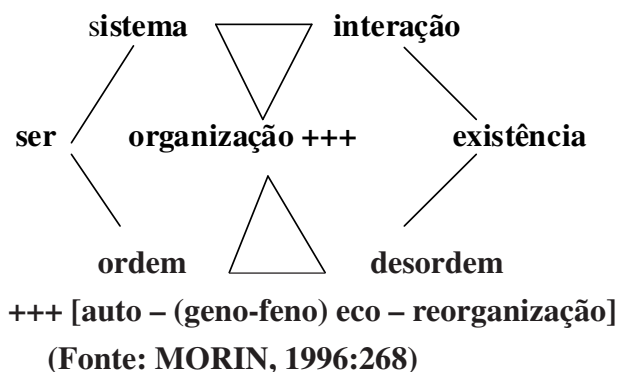 sistema interação
ser organização +++ existência
ordem desordem
+++ [auto – (geno-feno) eco – reorganização]
(Fonte: MORIN, 1996:268)